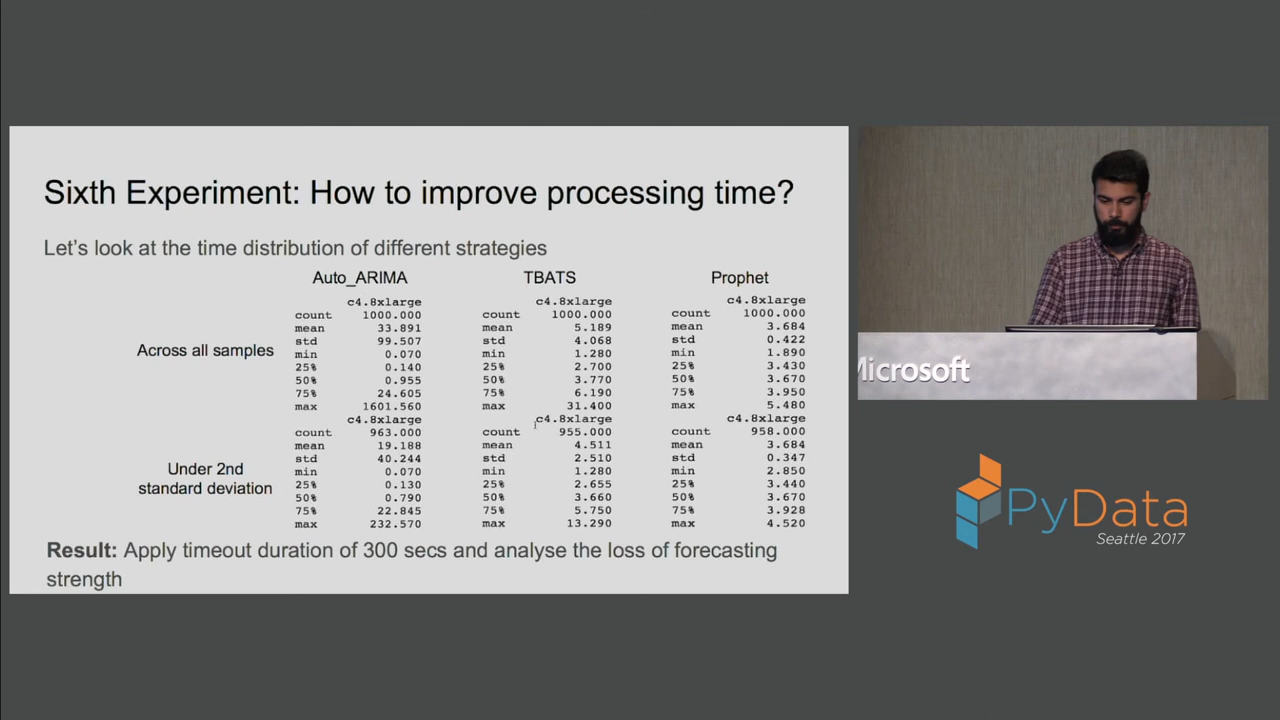 Sixth Experiment: How to improve processing time?
Let's look at the time distribution of different strategies
Auto_ARIMA TBATS Prophet
Across all samples
c4.8xlarge
count 1000.000
mean 33.891
std 99.507
min 0.070
25% 0.140
50% 0.955
75% 24.605
max 1601.560
c4.8xlarge
count 1000.000
mean 5.189
std 4.068
min 1.280
25% 2.700
50% 3.770
75% 6.190
max 31.400
c4.8xlarge
count 1000.000
mean 3.684
std 0.422
min 1.890
25% 3.430
50% 3.670
75% 3.950
max 5.480
Under 2nd
standard deviation
c4.8xlarge
count 963.000
mean 19.188
std 40.244
min 0.070
25% 0.130
50% 0.790
75% 22.845
max 232.570
c4.8xlarge
count 955.000
mean 4.511
std 2.510
min 1.280
25% 2.655
50% 3.660
75% 5.750
max 13.290
c4.8xlarge
count 958.000
mean 3.684
std 0.347
min 2.850
25% 3.440
50% 3.670
75% 3.928
max 4.520
Result: Apply timeout duration of 300 secs and analyse the loss of forecasting
strength
Microsoft
PyData
Seattle 2017